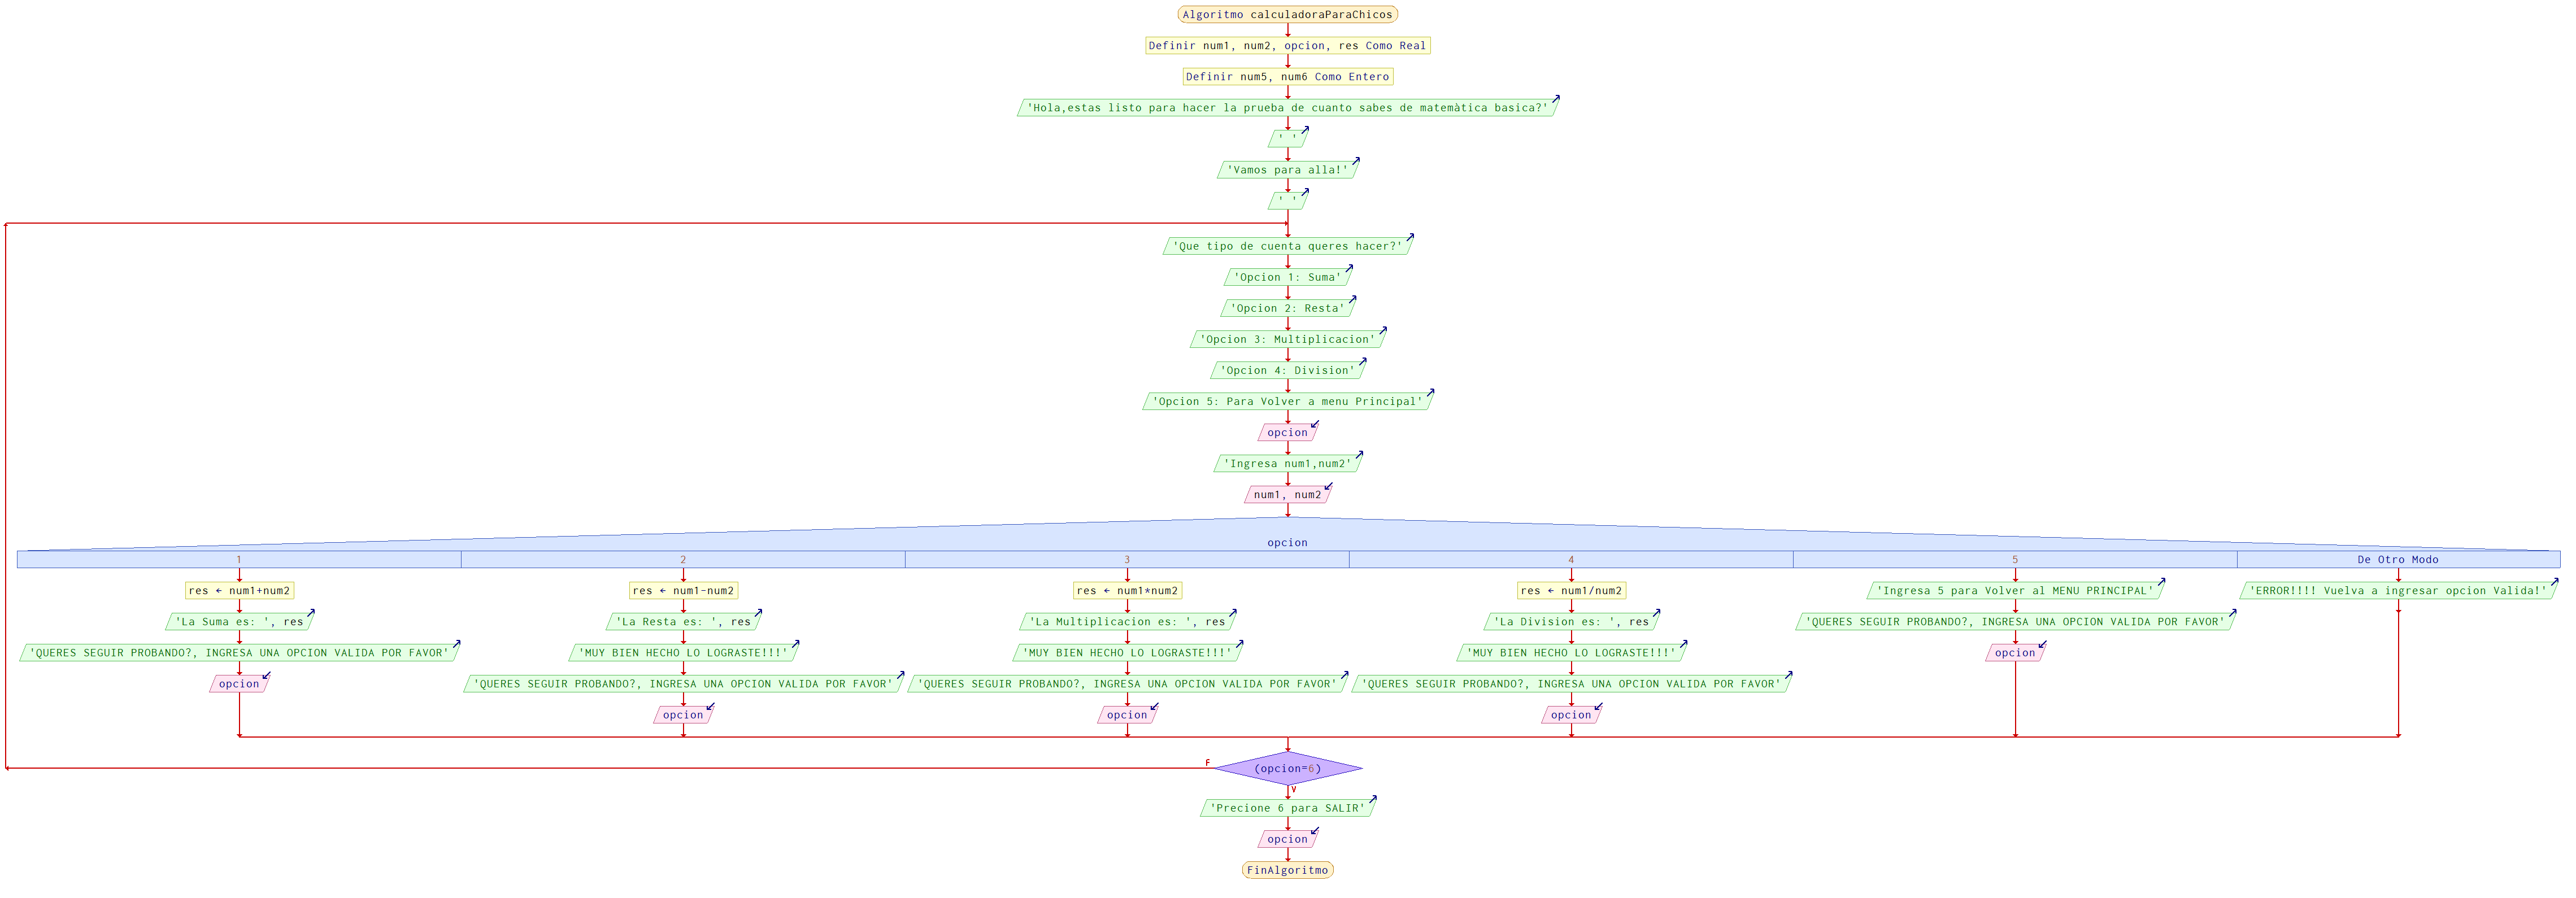 Algoritmo calculadoraParaChicos
Definir num1, num2, opcion, res Como Real
Definir num5, num6 Como Entero
'Hola,estas listo para hacer la prueba de cuanto sabes de matemàtica basica?'
' '
'Vamos para alla!'
' '
'Que tipo de cuenta queres hacer?'
'Opcion 1: Suma'
'Opcion 2: Resta'
'Opcion 3: Multiplicacion'
'Opcion 4: Division'
'Opcion 5: Para Volver a menu Principal'
opcion
'Ingresa num1,num2'
num1, num2
opcion
1
res ← num1+num2
'La Suma es: ', res
'QUERES SEGUIR PROBANDO?, INGRESA UNA OPCION VALIDA POR FAVOR'
opcion
2
res ← num1-num2
'La Resta es: ', res
'MUY BIEN HECHO LO LOGRASTE!!!'
'QUERES SEGUIR PROBANDO?, INGRESA UNA OPCION VALIDA POR FAVOR'
opcion
3
res ← num1*num2
'La Multiplicacion es: ', res
'MUY BIEN HECHO LO LOGRASTE!!!'
'QUERES SEGUIR PROBANDO?, INGRESA UNA OPCION VALIDA POR FAVOR'
opcion
4
res ← num1/num2
'La Division es: ', res
'MUY BIEN HECHO LO LOGRASTE!!!'
'QUERES SEGUIR PROBANDO?, INGRESA UNA OPCION VALIDA POR FAVOR'
opcion
5
'Ingresa 5 para Volver al MENU PRINCIPAL'
'QUERES SEGUIR PROBANDO?, INGRESA UNA OPCION VALIDA POR FAVOR'
opcion
De Otro Modo
'ERROR!!!! Vuelva a ingresar opcion Valida!'
F
(opcion=6)
V
'Precione 6 para SALIR'
opcion
FinAlgoritmo